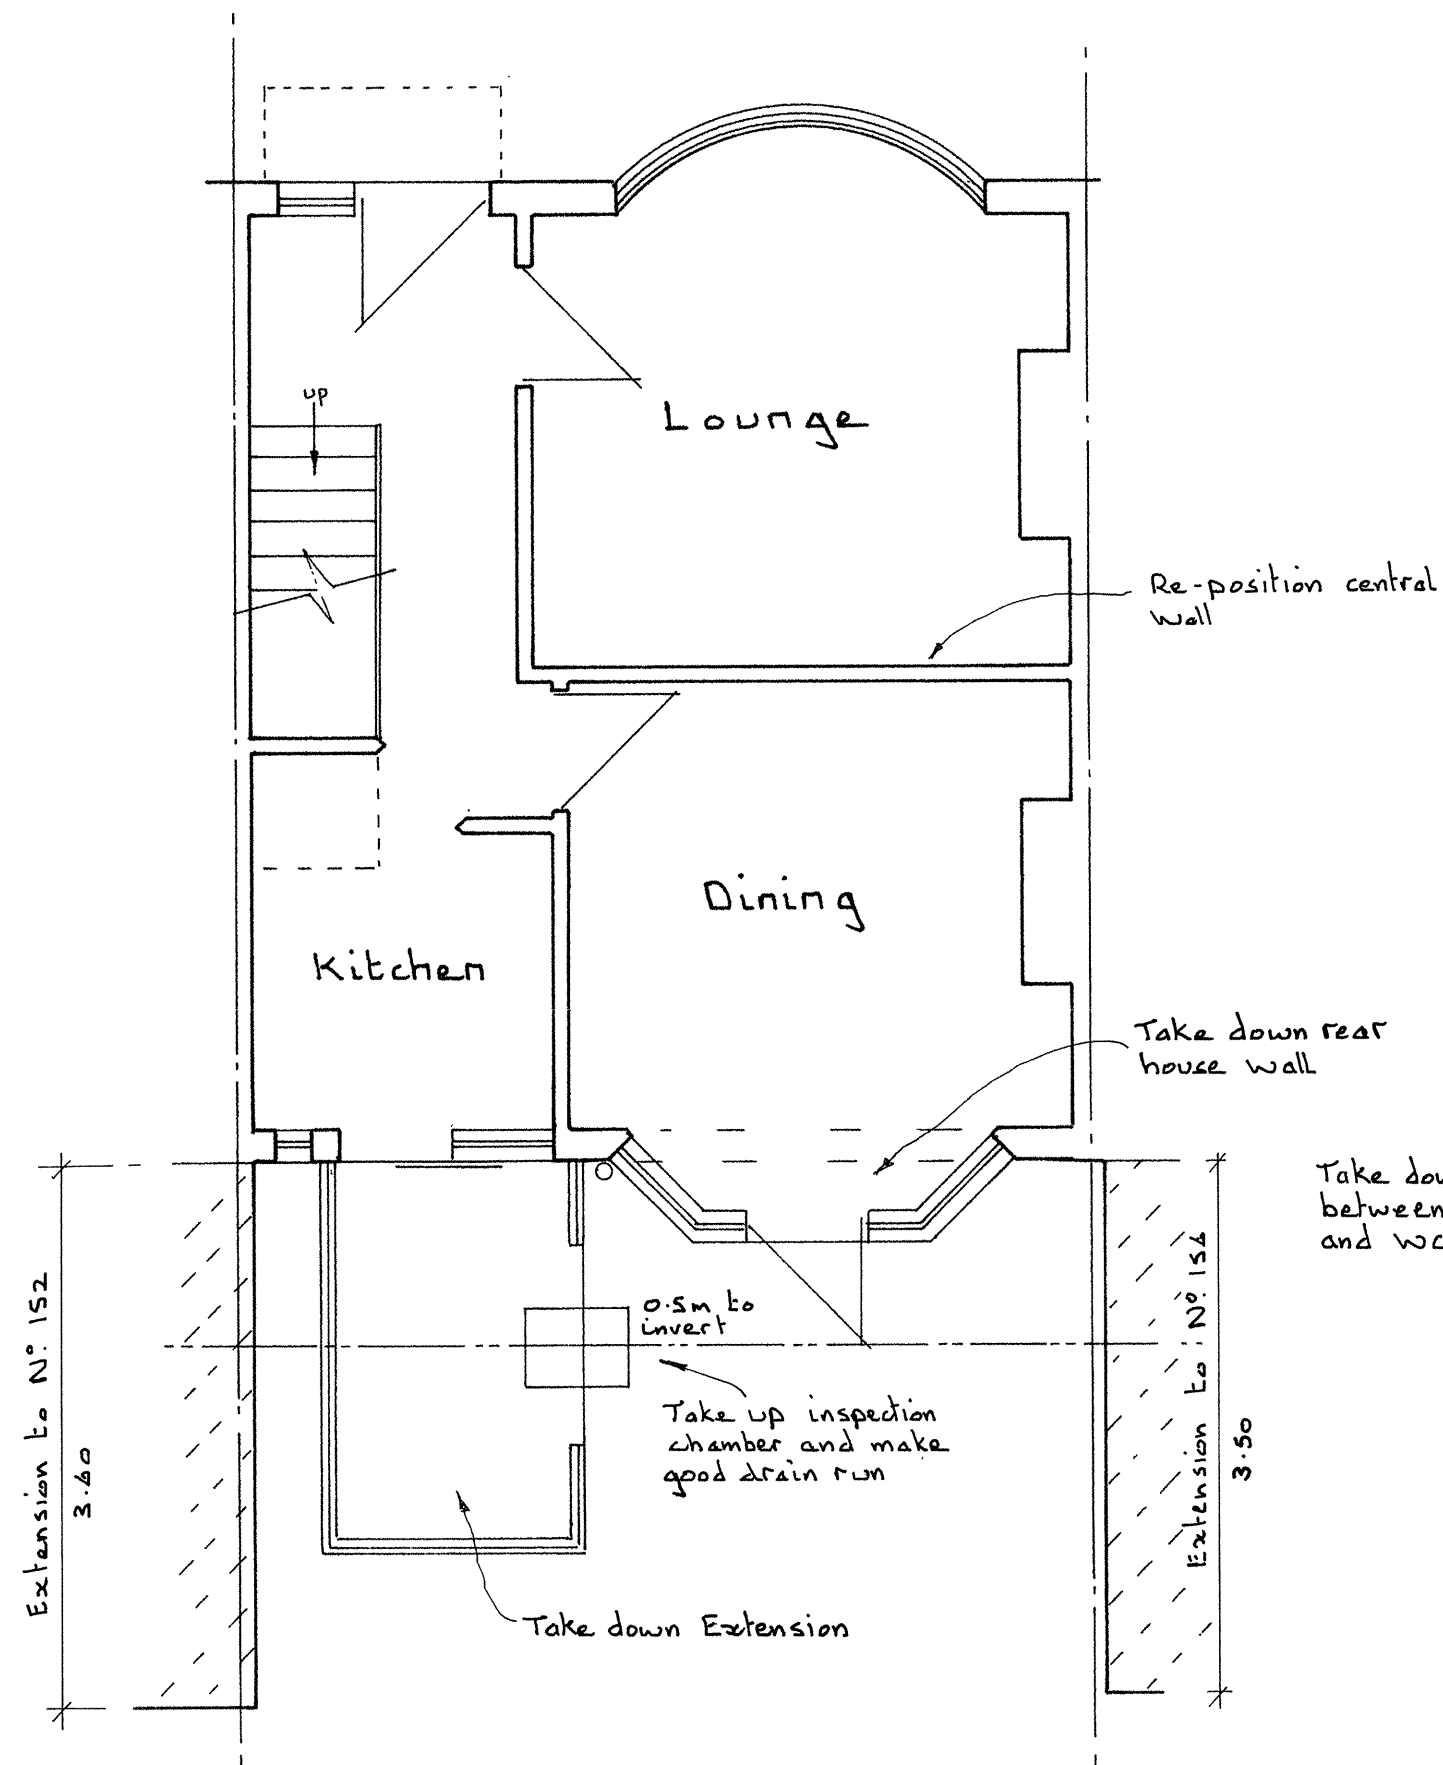 up
Lounge
Re-position central
wall
Dining
Kitchen
Take down rear
house wall
Take
between
and
Extension to Nº. 152
3.60
Extension to Nº. 156
3.50
0.5m to
invert
Take up inspection
chamber and make
good drain run
Take down Extension